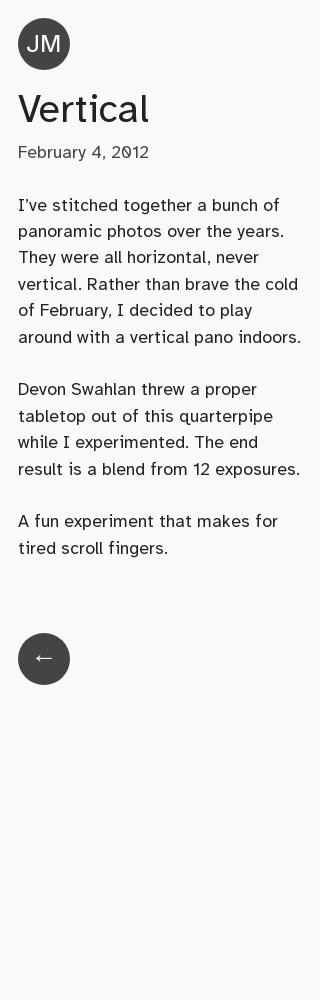 JM
Vertical
February 4, 2012
I’ve stitched together a bunch of
panoramic photos over the years.
They were all horizontal, never
vertical. Rather than brave the cold
of February, I decided to play
around with a vertical pano indoors.
Devon Swahlan threw a proper
tabletop out of this quarterpipe
while I experimented. The end
result is a blend from 12 exposures.
A fun experiment that makes for
tired scroll fingers.
←